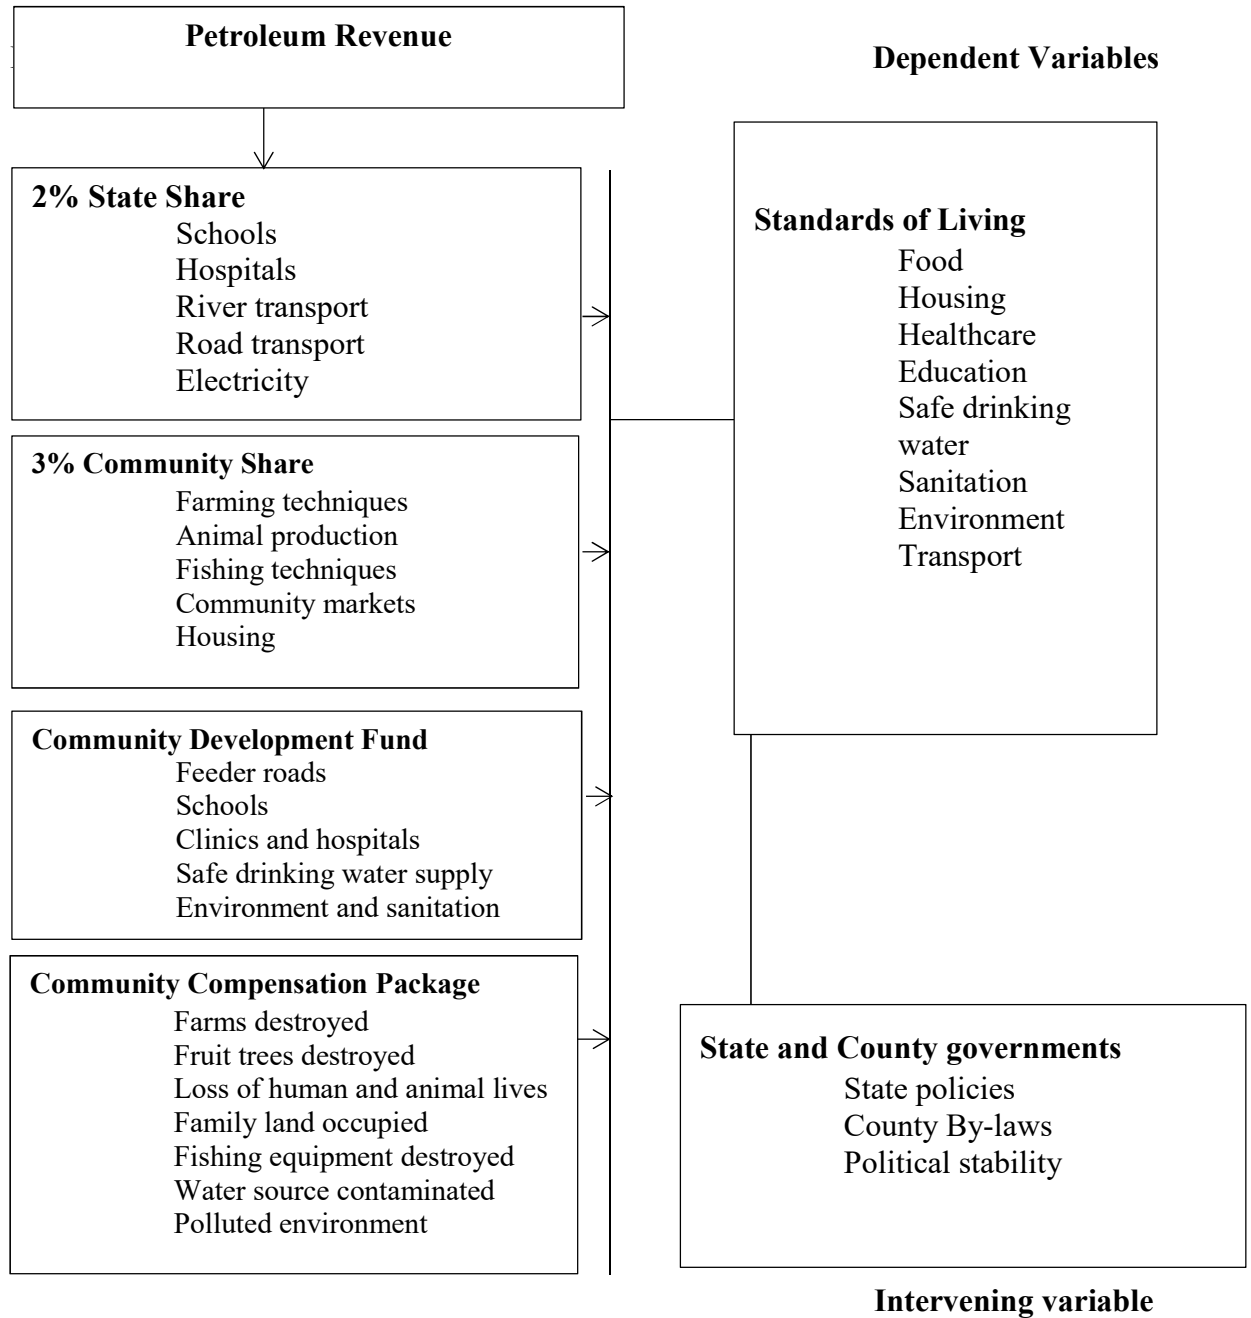 Petroleum Revenue
Dependent Variables
2% State Share
Schools
Hospitals
River transport
Road transport
Electricity
3% Community Share
Farming techniques
Animal production
Fishing techniques
Community markets
Housing
Community Development Fund
Feeder roads
Schools
Clinics and hospitals
Safe drinking water supply
Environment and sanitation
Community Compensation Package
Farms destroyed
Fruit trees destroyed
Loss of human and animal lives
Family land occupied
Fishing equipment destroyed
Water source contaminated
Polluted environment
Standards of Living
Food
Housing
Healthcare
Education
Safe drinking
water
Sanitation
Environment
Transport
State and County governments
State policies
County By-laws
Political stability
Intervening variable